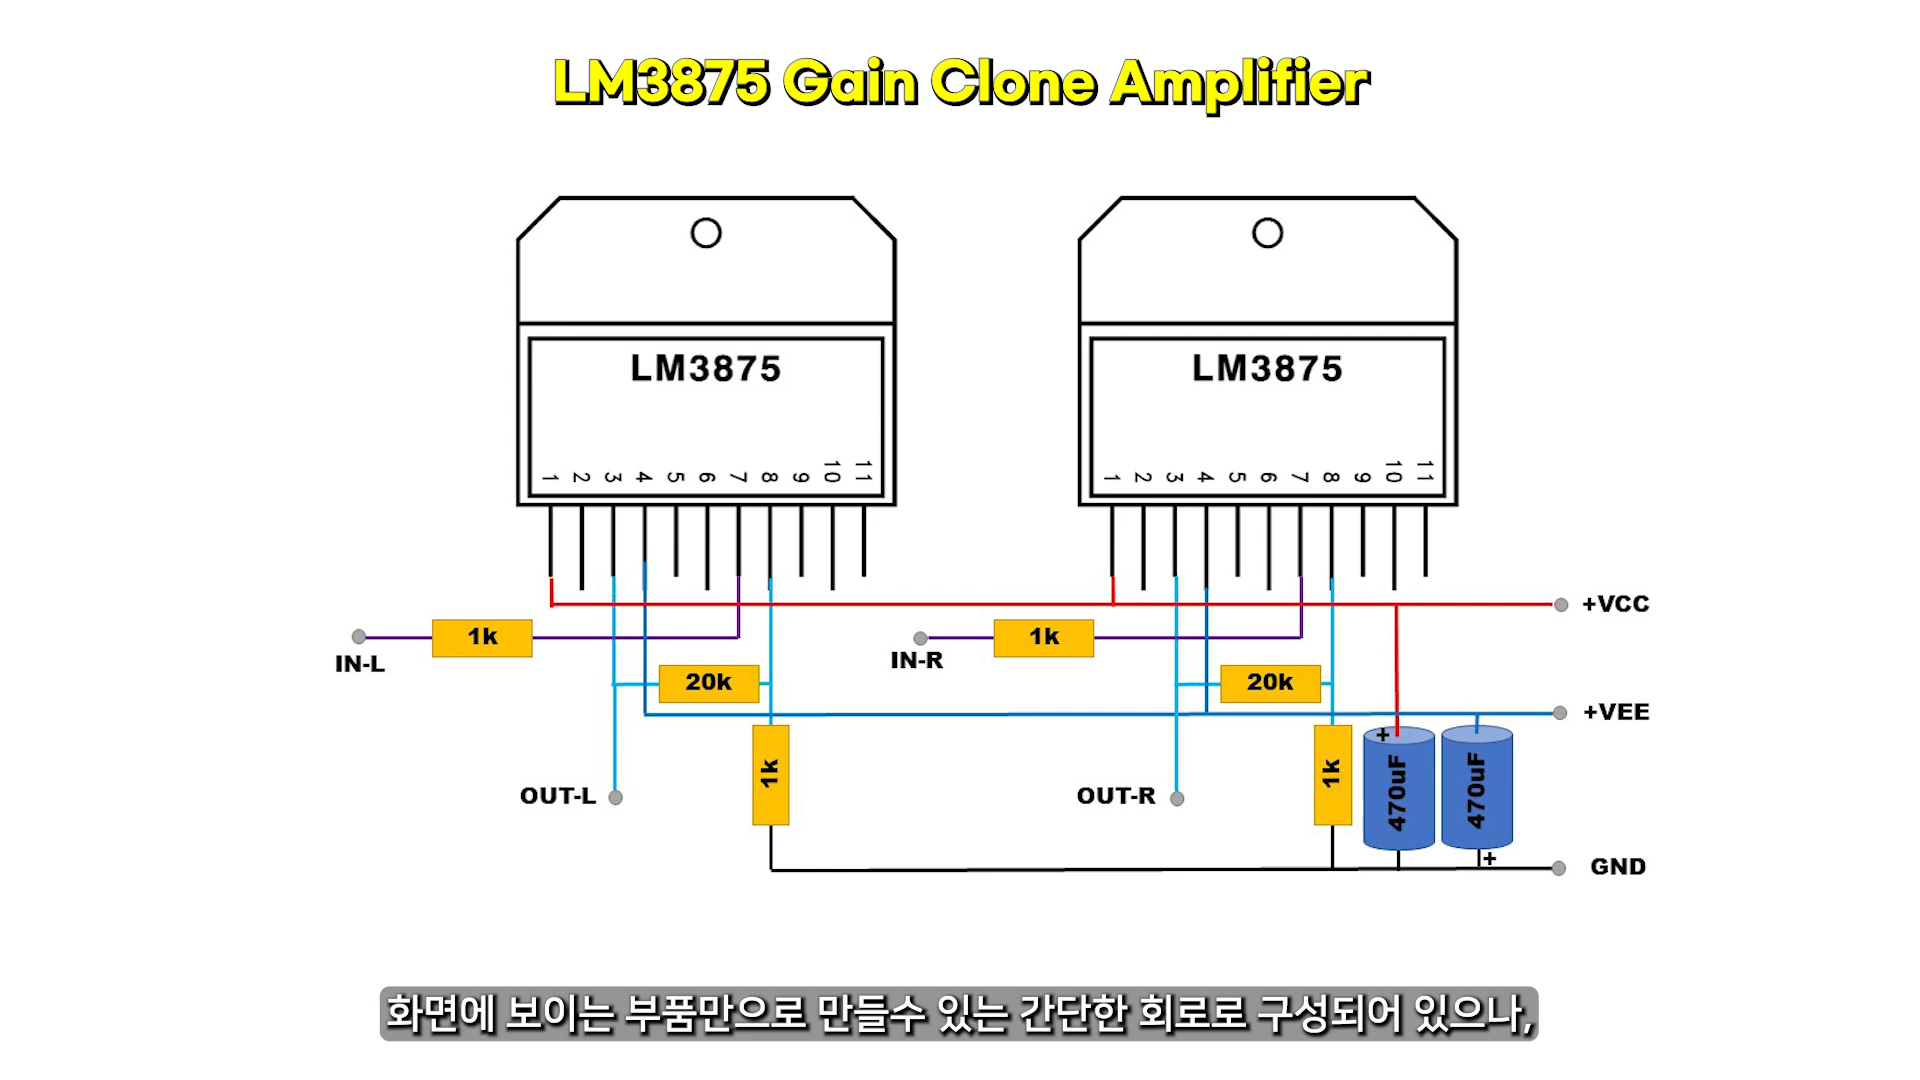 LM3875 Gain Clone Amplifier
LM3875
LM3875
1 2 3 4 5 6 7 8 9 10 11
1 2 3 4 5 6 7 8 9 10 11
+VCC
1k
1k
IN-L
IN-R
20k
20k
+VEE
+
1k
1k
470uF
470uF
OUT-L
OUT-R
+
GND
화면에 보이는 부품만으로 만들수 있는 간단한 회로로 구성되어 있으나,